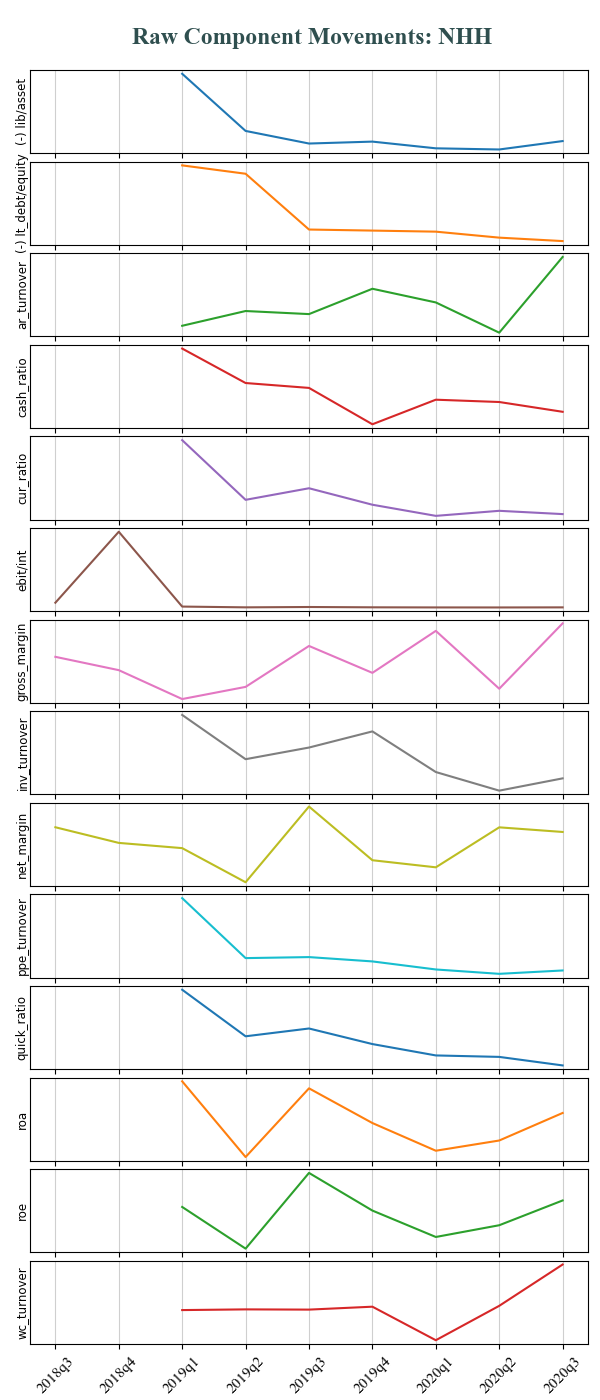 Raw Component Movements: NHH
(-) lib/asset
(-) lt_debt/equity
ar_turnover
cash_ratio
cur_ratio
ebit/int
gross_margin
inv_turnover
net_margin
ppe_turnover
quick_ratio
roa
roe
wc_turnover
2018q3 2018q4 2019q1 2019q2 2019q3 2019q4 2020q1 2020q2 2020q3